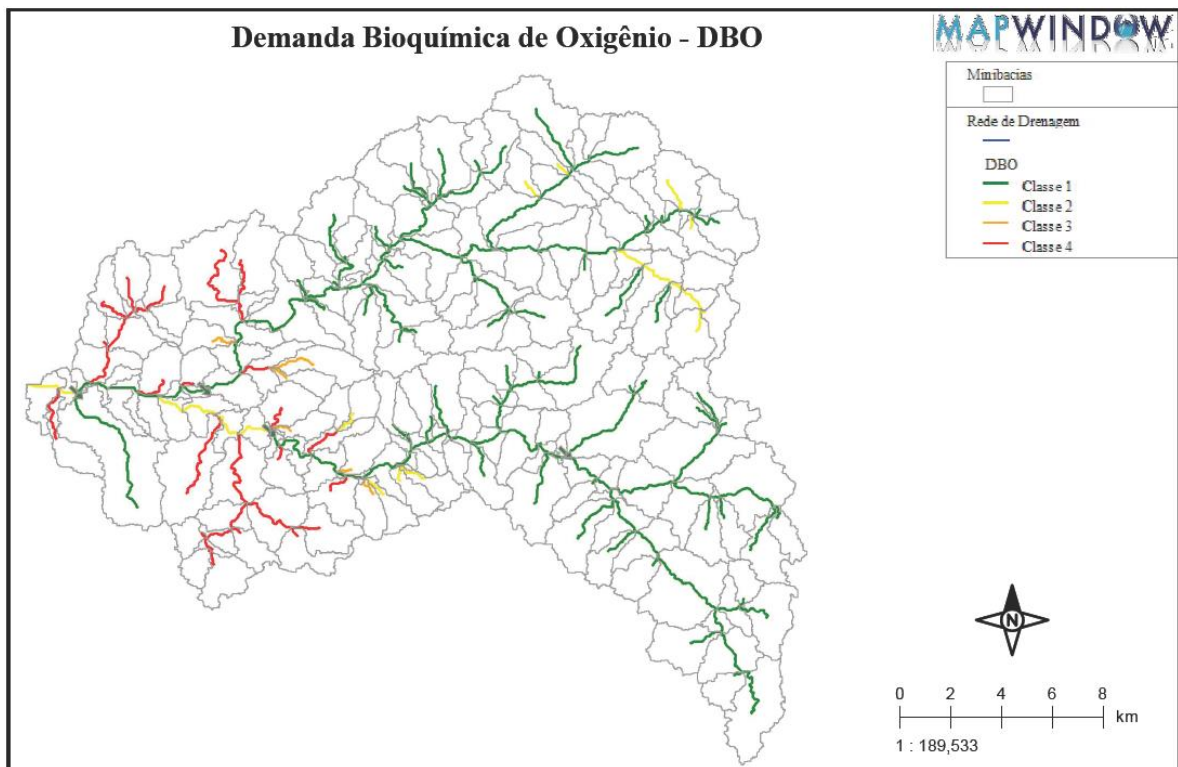 Demanda Bioquímica de Oxigênio - DBO
MAPWINDOW
Minibacias
Rede de Drenagem
DBO
Classe 1
Classe 2
Classe 3
Classe 4
N
0 2 4 6 8
km
1 : 189,533